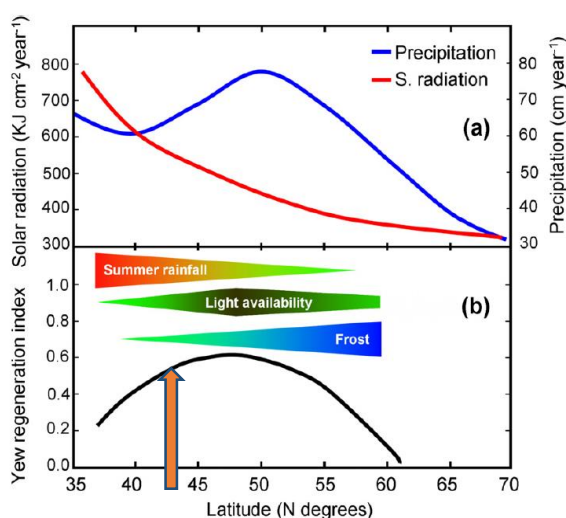 Solar radiation (KJ cm⁻² year⁻¹)
800
700
600
500
400
300
Precipitation
S. radiation
(a)
80
70
60
50
40
30
Precipitation (cm year⁻¹)
Yew regeneration index
1.0
0.8
0.6
0.4
0.2
0.0
Summer rainfall
Light availability
Frost
(b)
35 40 45 50 55 60 65 70
Latitude (N degrees)